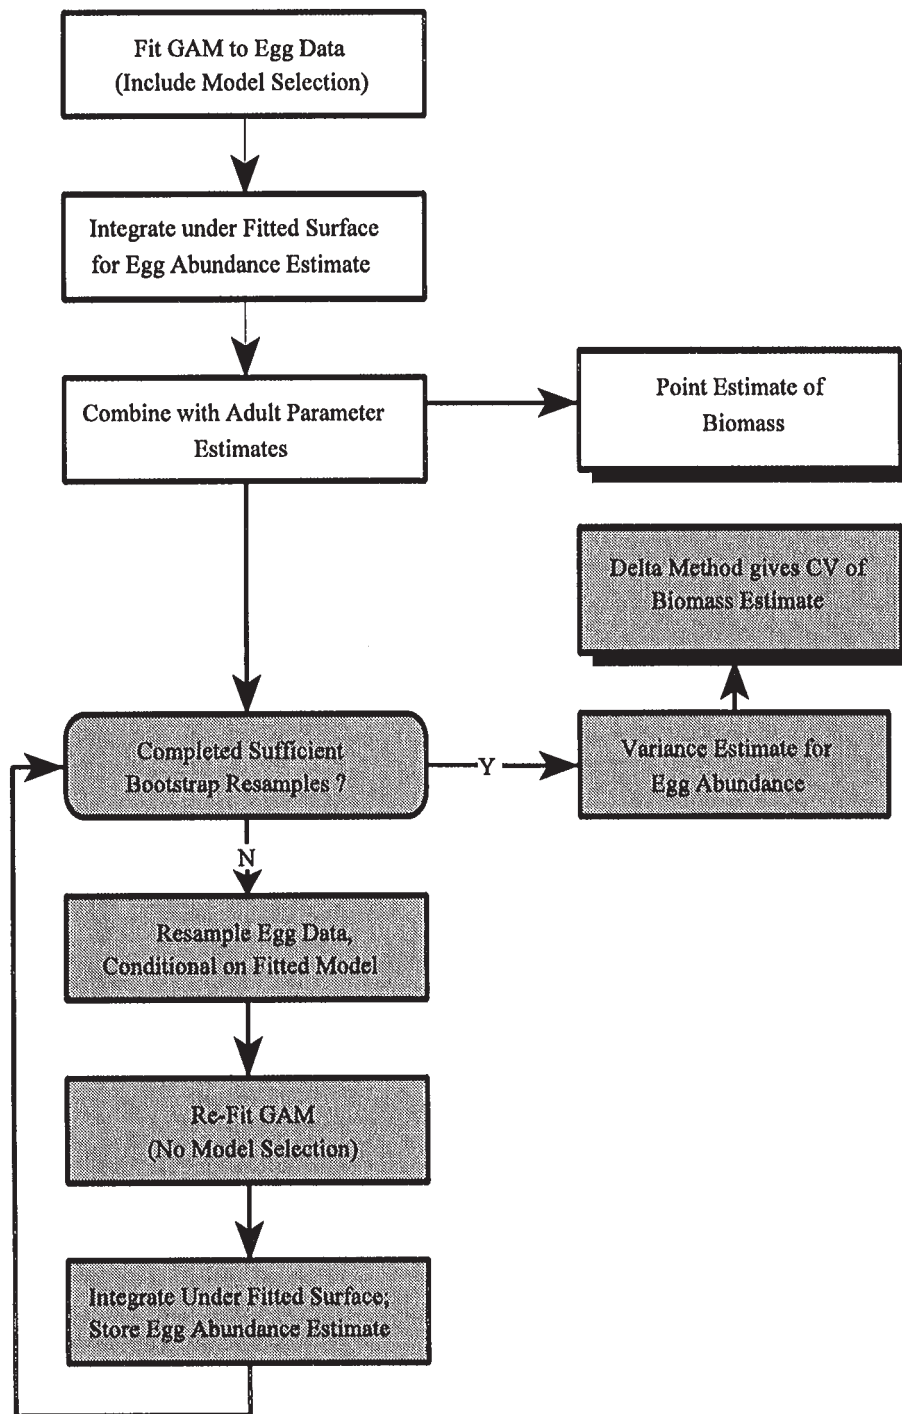 Fit GAM to Egg Data
(Include Model Selection)
Integrate under Fitted Surface
for Egg Abundance Estimate
Combine with Adult Parameter
Estimates
Point Estimate of
Biomass
Delta Method gives CV of
Biomass Estimate
Completed Sufficient
Bootstrap Resamples ?
Y
Variance Estimate for
Egg Abundance
N
Resample Egg Data,
Conditional on Fitted Model
Re-Fit GAM
(No Model Selection)
Integrate Under Fitted Surface;
Store Egg Abundance Estimate